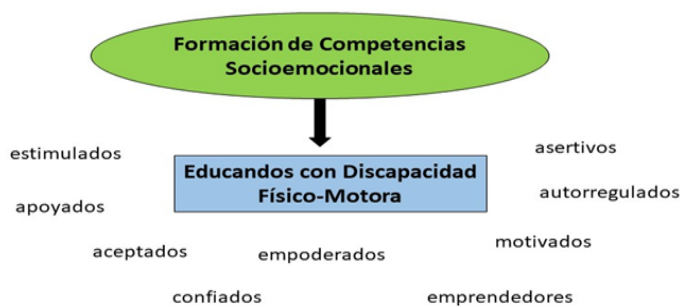 Formación de Competencias
Socioemocionales
estimulados
asertivos
Educandos con Discapacidad
Físico-Motora
autorregulados
apoyados
motivados
aceptados
empoderados
confiados
emprendedores